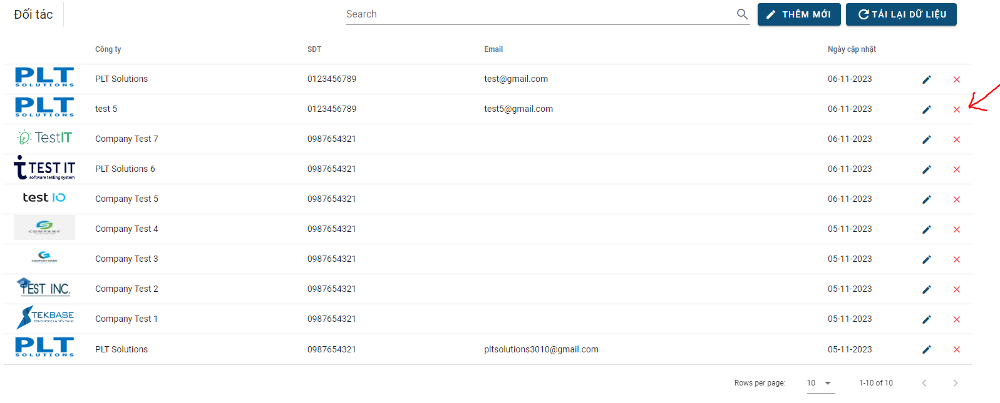 Đối tác
Search
THÊM MỚI
TẢI LẠI DỮ LIỆU
Công ty SĐT Email Ngày cập nhật
PLT SOLUTIONS PLT Solutions 0123456789 test@gmail.com 06-11-2023
PLT SOLUTIONS test 5 0123456789 test5@gmail.com 06-11-2023
TestIT Company Test 7 0987654321 06-11-2023
TEST IT software testing system PLT Solutions 6 0987654321 06-11-2023
test IO Company Test 5 0987654321 06-11-2023
COMPANY Company Test 4 0987654321 05-11-2023
COMPANY NAME Company Test 3 0987654321 05-11-2023
TEST INC. Company Test 2 0987654321 05-11-2023
TEKBASE CÔNG NGHỆ LÀ NỀN TẢNG Company Test 1 0987654321 05-11-2023
PLT SOLUTIONS PLT Solutions 0987654321 pltsolutions3010@gmail.com 05-11-2023
Rows per page: 10 1-10 of 10